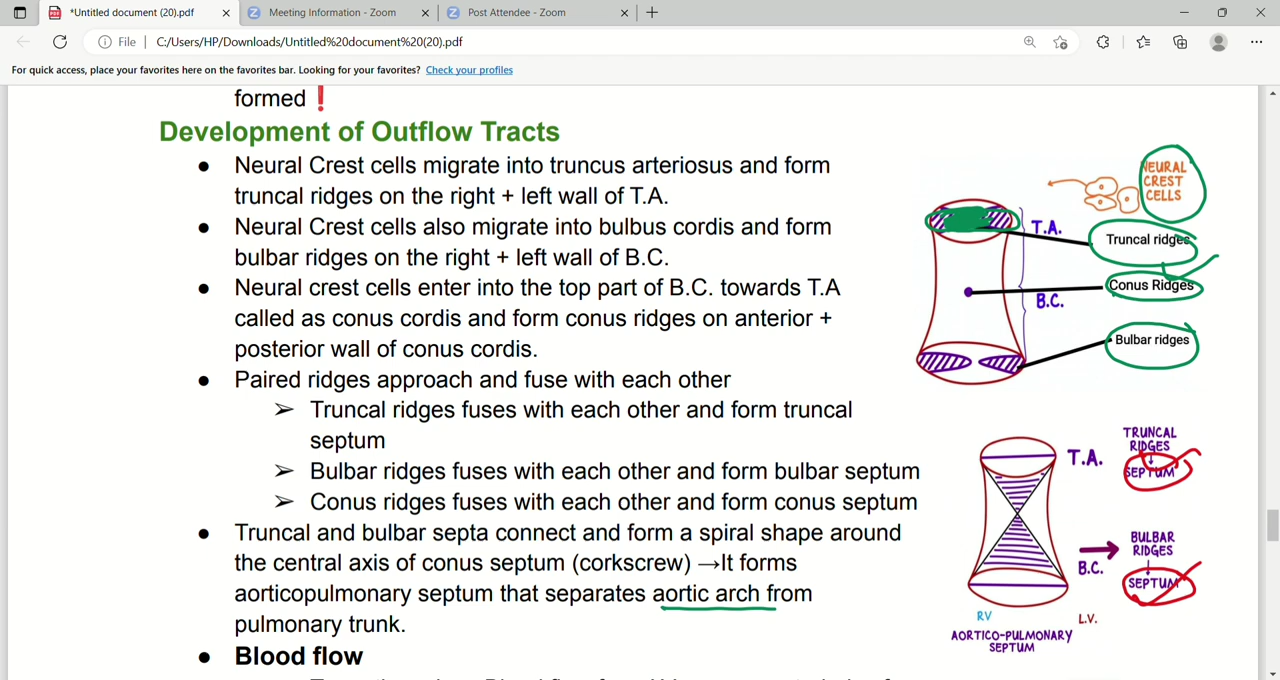 *Untitled document (20).pdf
Meeting Information - Zoom
Post Attendee - Zoom
File
C:/Users/HP/Downloads/Untitled%20document%20(20).pdf
For quick access, place your favorites here on the favorites bar. Looking for your favorites? Check your profiles
formed❗
Development of Outflow Tracts
● Neural Crest cells migrate into truncus arteriosus and form
truncal ridges on the right + left wall of T.A.
● Neural Crest cells also migrate into bulbus cordis and form
bulbar ridges on the right + left wall of B.C.
● Neural crest cells enter into the top part of B.C. towards T.A
called as conus cordis and form conus ridges on anterior +
posterior wall of conus cordis.
● Paired ridges approach and fuse with each other
➢ Truncal ridges fuses with each other and form truncal
septum
➢ Bulbar ridges fuses with each other and form bulbar septum
➢ Conus ridges fuses with each other and form conus septum
● Truncal and bulbar septa connect and form a spiral shape around
the central axis of conus septum (corkscrew) →It forms
aorticopulmonary septum that separates aortic arch from
pulmonary trunk.
● Blood flow
NEURAL
CREST
CELLS
T.A.
Truncal ridges
Conus Ridges
B.C.
Bulbar ridges
TRUNCAL
RIDGES
T.A.
SEPTUM
BULBAR
RIDGES
B.C.
SEPTUM
RV
L.V.
AORTICO-PULMONARY
SEPTUM